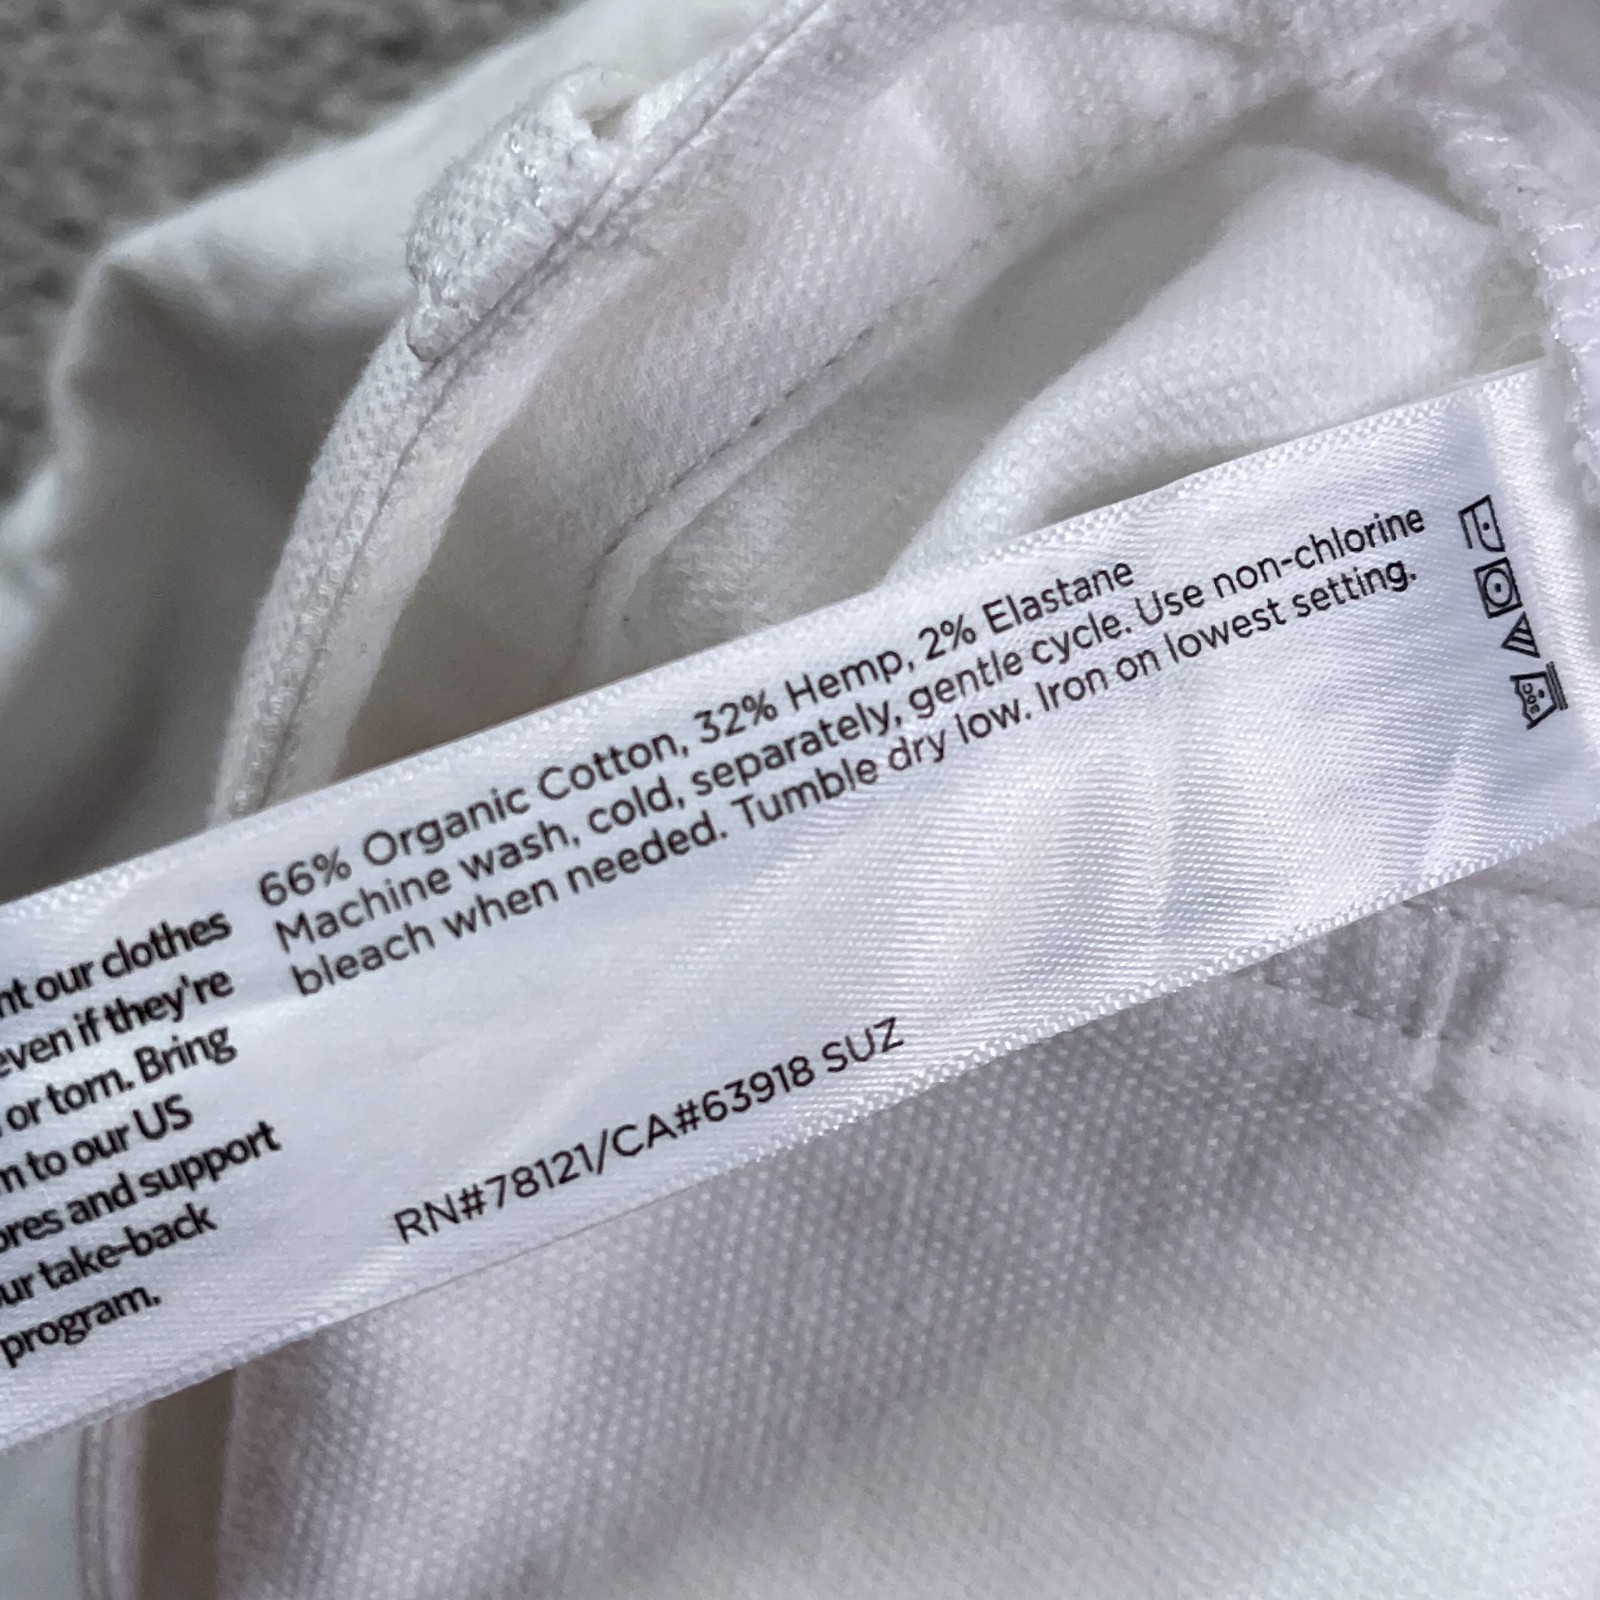 nt our clothes
even if they're
or torn. Bring
to our US
and support
take-back
program.
66% Organic Cotton, 32% Hemp, 2% Elastane
Machine wash, cold, separately, gentle cycle. Use non-chlorine
bleach when needed. Tumble dry low. Iron on lowest setting.
RN#78121/CA#63918 SUZ